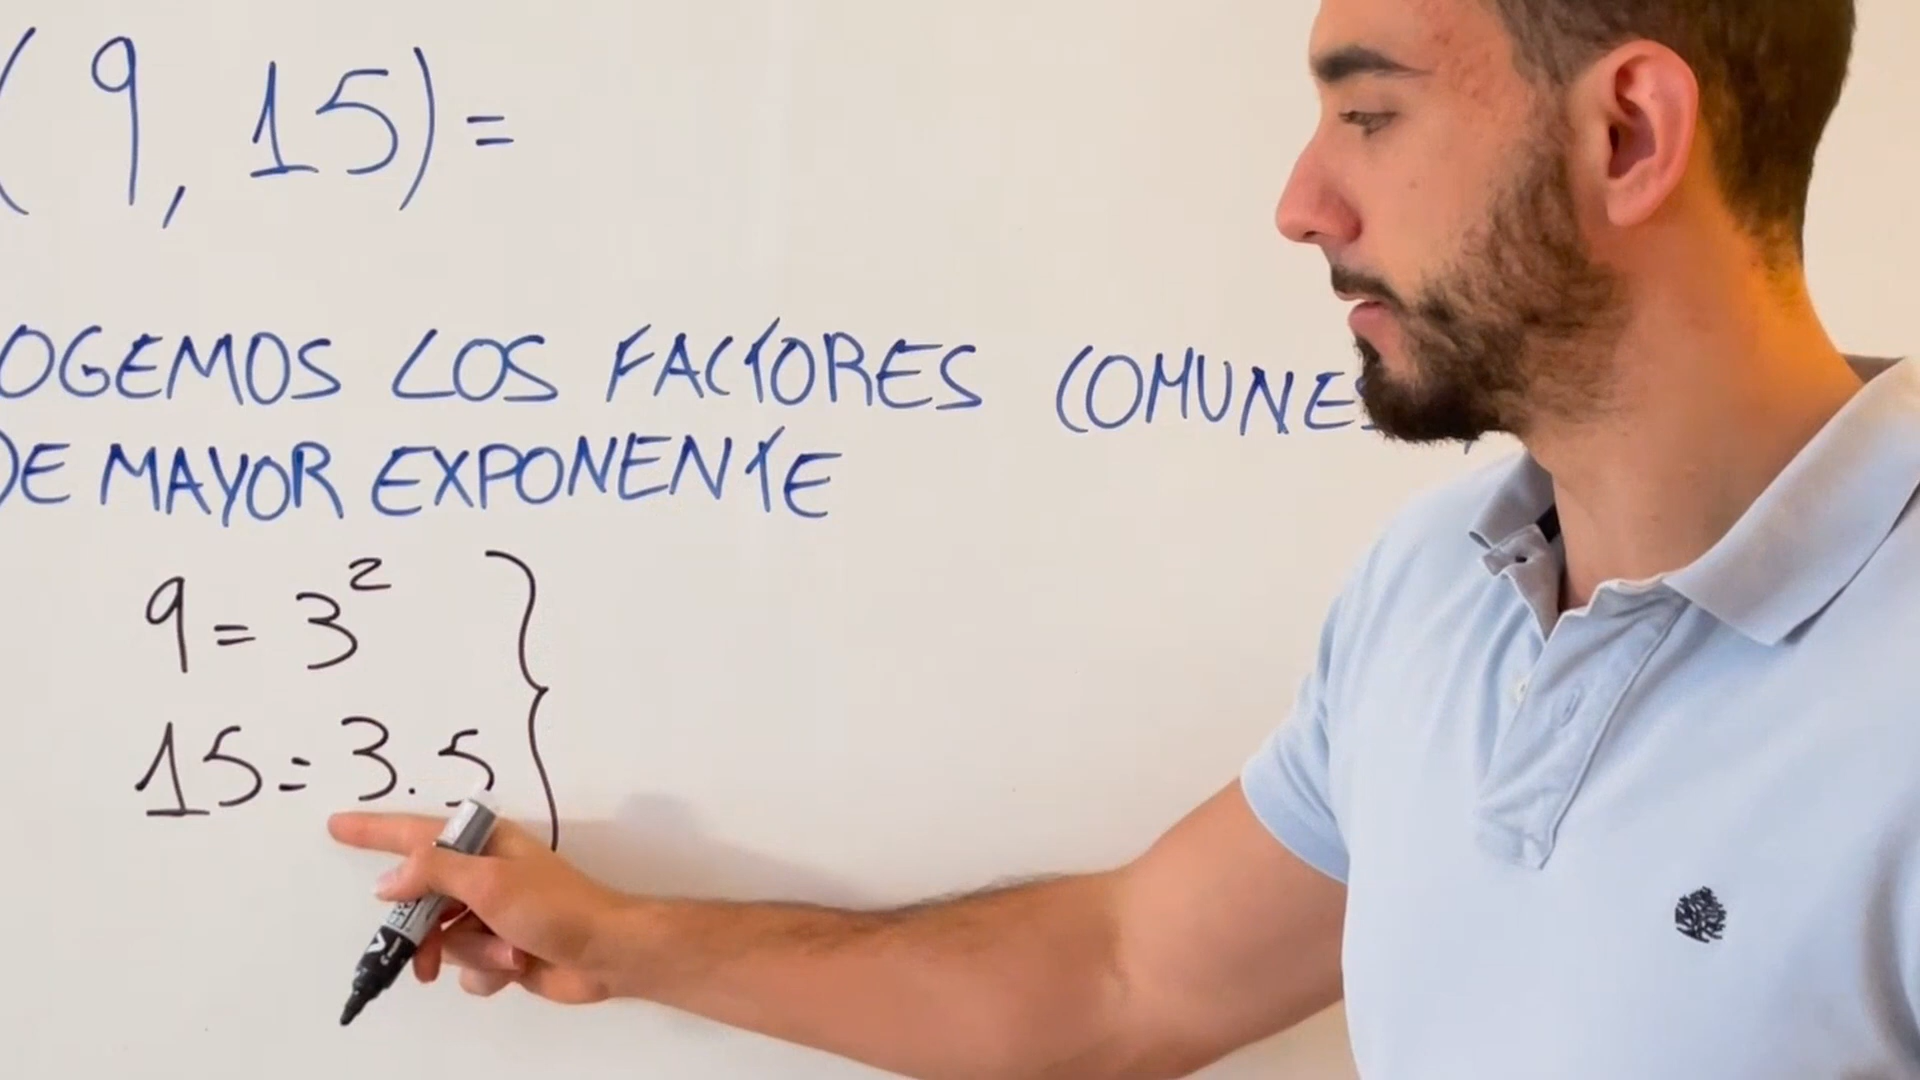 ( 9, 15) =
OGEMOS LOS FACTORES COMUNES
DE MAYOR EXPONENTE
9 = 3²
15 = 3 . 5